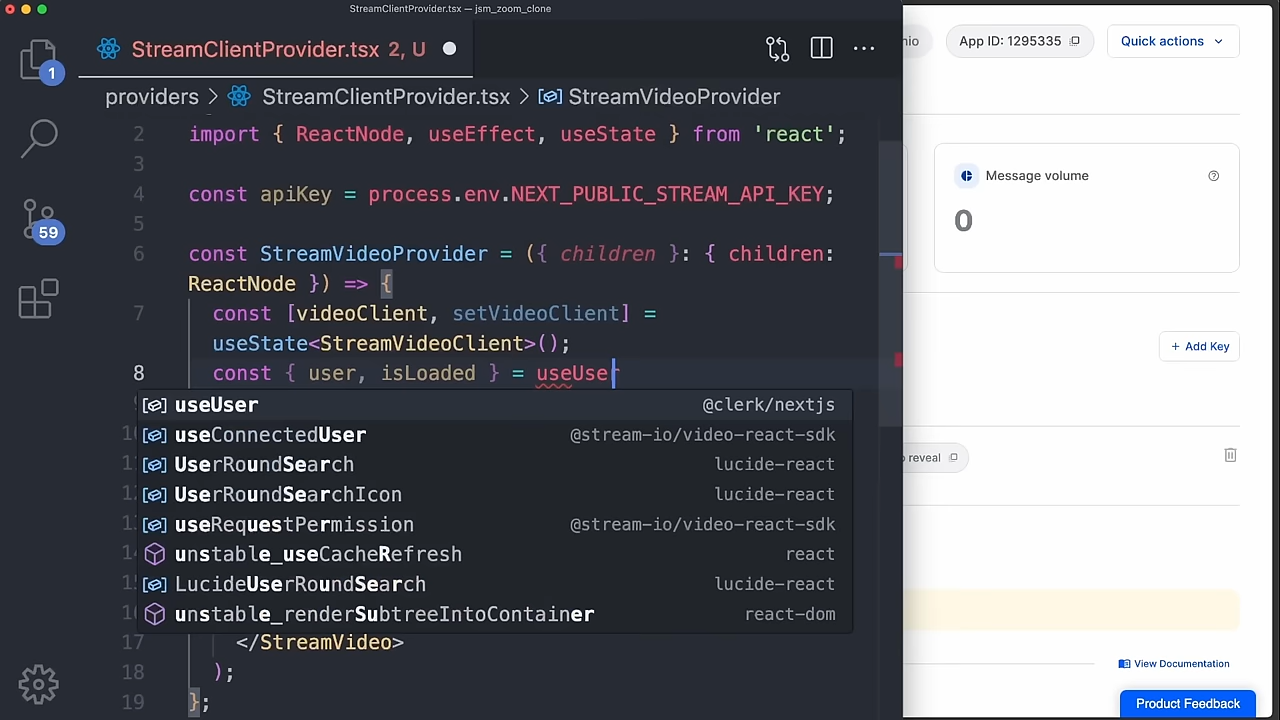 StreamClientProvider.tsx — jsm_zoom_clone
StreamClientProvider.tsx 2, U
providers > StreamClientProvider.tsx > StreamVideoProvider
1
59
2 import { ReactNode, useEffect, useState } from 'react';
3
4 const apiKey = process.env.NEXT_PUBLIC_STREAM_API_KEY;
5
6 const StreamVideoProvider = ({ children }: { children:
ReactNode }) => {
7 const [videoClient, setVideoClient] =
useState<StreamVideoClient>();
8 const { user, isLoaded } = useUser
useUser @clerk/nextjs
useConnectedUser @stream-io/video-react-sdk
UserRoundSearch lucide-react
UserRoundSearchIcon lucide-react
useRequestPermission @stream-io/video-react-sdk
unstable_useCacheRefresh react
LucideUserRoundSearch lucide-react
unstable_renderSubtreeIntoContainer react-dom
17 </StreamVideo>
18 );
19 };
App ID: 1295335
Quick actions
Message volume
0
+ Add Key
reveal
View Documentation
Product Feedback